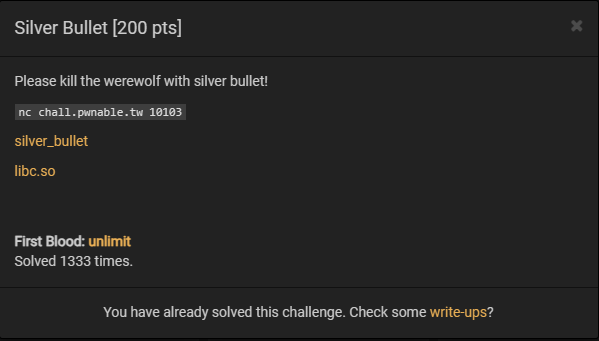 Silver Bullet [200 pts]
×
Please kill the werewolf with silver bullet!
nc chall.pwnable.tw 10103
silver_bullet
libc.so
First Blood: unlimit
Solved 1333 times.
You have already solved this challenge. Check some write-ups?